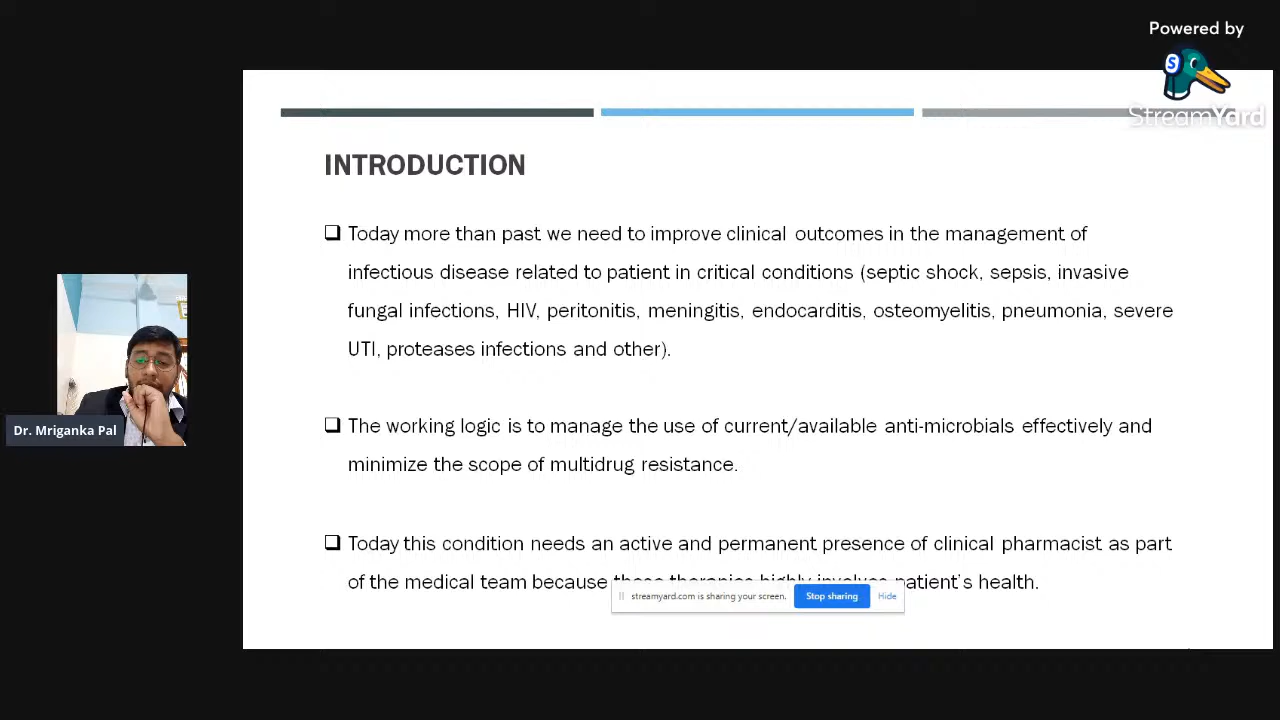 Powered by
StreamYard
INTRODUCTION
Today more than past we need to improve clinical outcomes in the management of
infectious disease related to patient in critical conditions (septic shock, sepsis, invasive
fungal infections, HIV, peritonitis, meningitis, endocarditis, osteomyelitis, pneumonia, severe
UTI, proteases infections and other).
The working logic is to manage the use of current/available anti-microbials effectively and
minimize the scope of multidrug resistance.
Today this condition needs an active and permanent presence of clinical pharmacist as part
of the medical team because these therapies highly involves patient's health.
streamyard.com is sharing your screen.
Stop sharing
Hide
Dr. Mriganka Pal